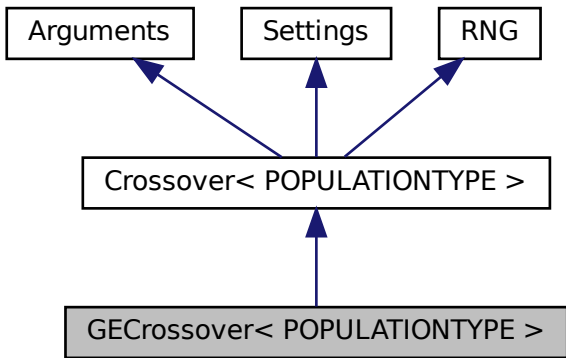 Arguments
Settings
RNG
Crossover< POPULATIONTYPE >
GECrossover< POPULATIONTYPE >